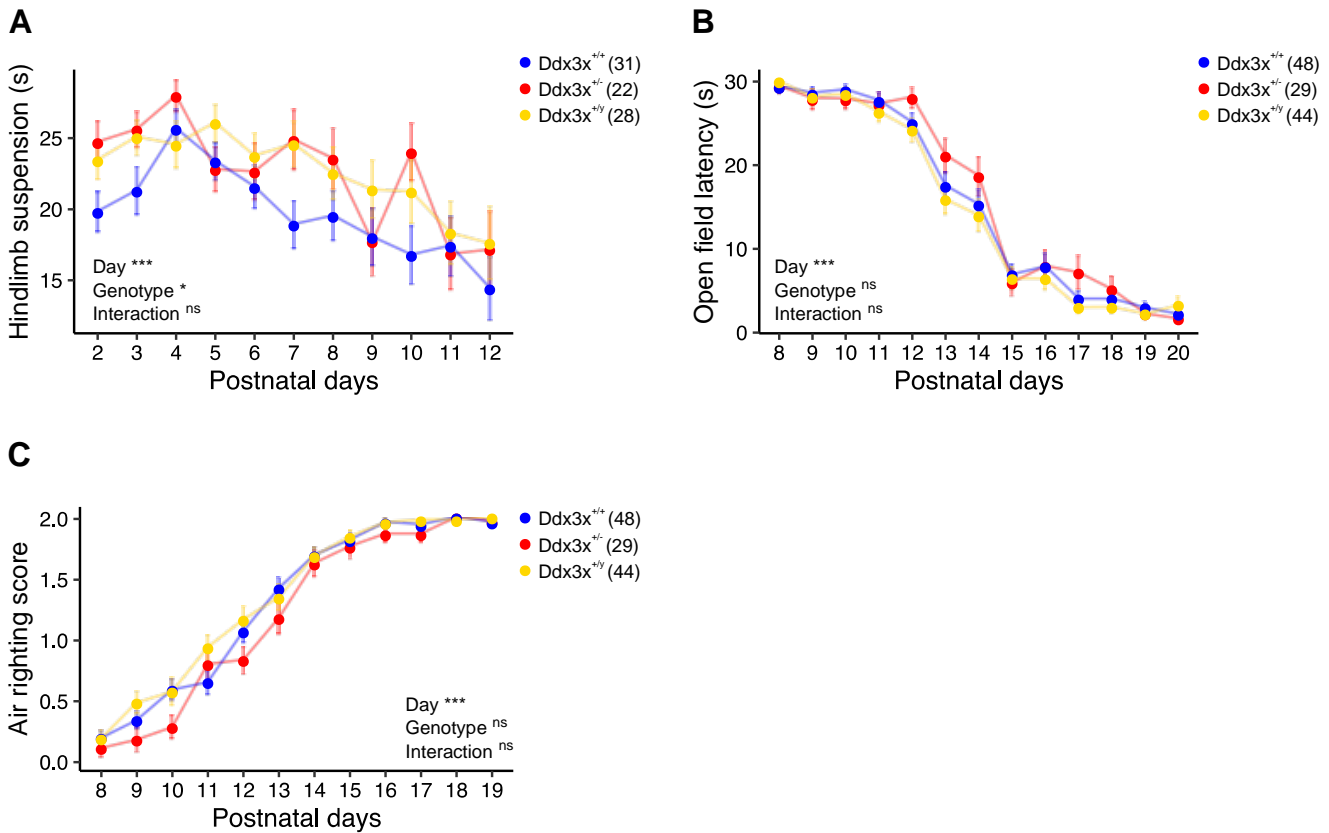 A
Hindlimb suspension (s)
25
20
15
Day ***
Genotype *
Interaction ns
2 3 4 5 6 7 8 9 10 11 12
Postnatal days
Ddx3x+/+ (31)
Ddx3x+/- (22)
Ddx3x+/y (28)
B
Open field latency (s)
30
20
10
0
Day ***
Genotype ns
Interaction ns
8 9 10 11 12 13 14 15 16 17 18 19 20
Postnatal days
Ddx3x+/+ (48)
Ddx3x+/- (29)
Ddx3x+/y (44)
C
Air righting score
2.0
1.5
1.0
0.5
0.0
Day ***
Genotype ns
Interaction ns
8 9 10 11 12 13 14 15 16 17 18 19
Postnatal days
Ddx3x+/+ (48)
Ddx3x+/- (29)
Ddx3x+/y (44)